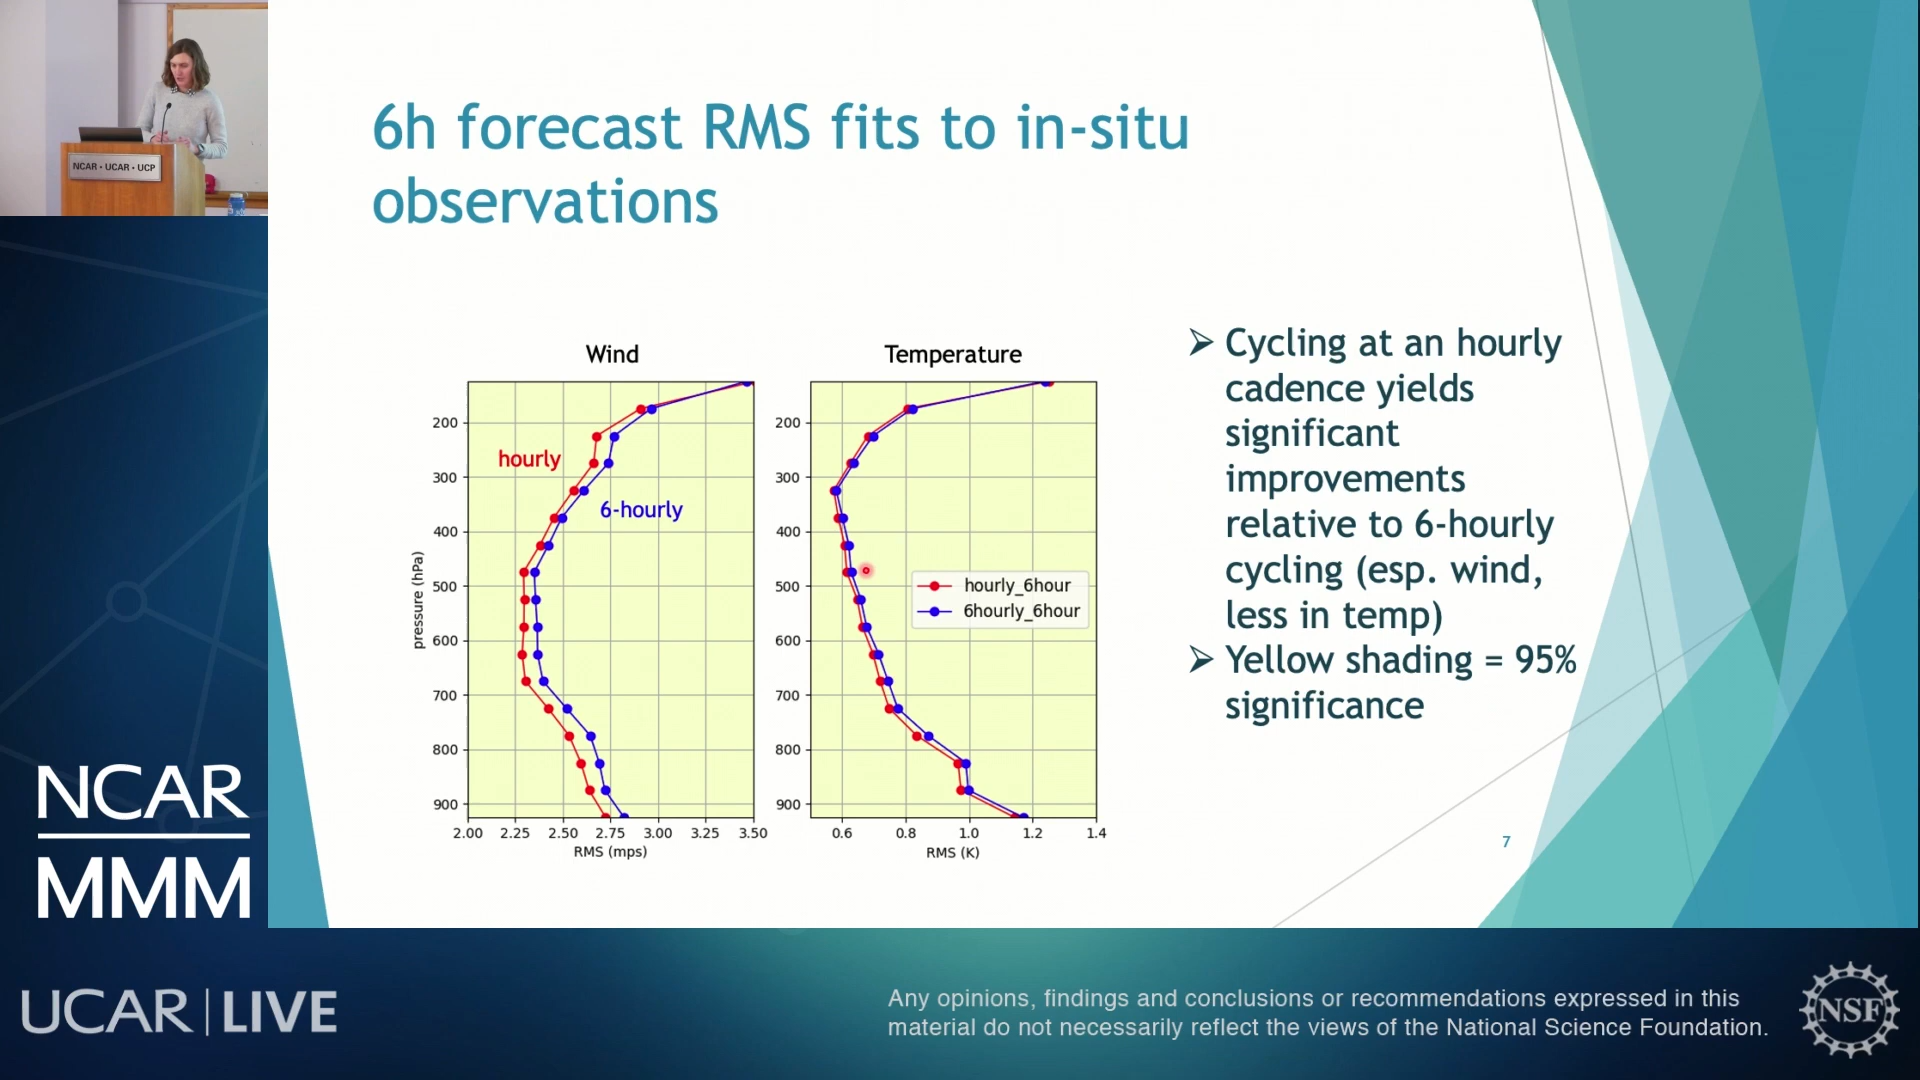 NCAR • UCAR • UCP
6h forecast RMS fits to in-situ
observations
Wind
Temperature
hourly
6-hourly
200
300
400
500
600
700
800
900
pressure (hPa)
2.00 2.25 2.50 2.75 3.00 3.25 3.50
RMS (mps)
200
300
400
500
600
700
800
900
hourly_6hour
6hourly_6hour
0.6 0.8 1.0 1.2 1.4
RMS (K)
Cycling at an hourly
cadence yields
significant
improvements
relative to 6-hourly
cycling (esp. wind,
less in temp)
Yellow shading = 95%
significance
7
NCAR
MMM
UCAR | LIVE
Any opinions, findings and conclusions or recommendations expressed in this
material do not necessarily reflect the views of the National Science Foundation.
NSF